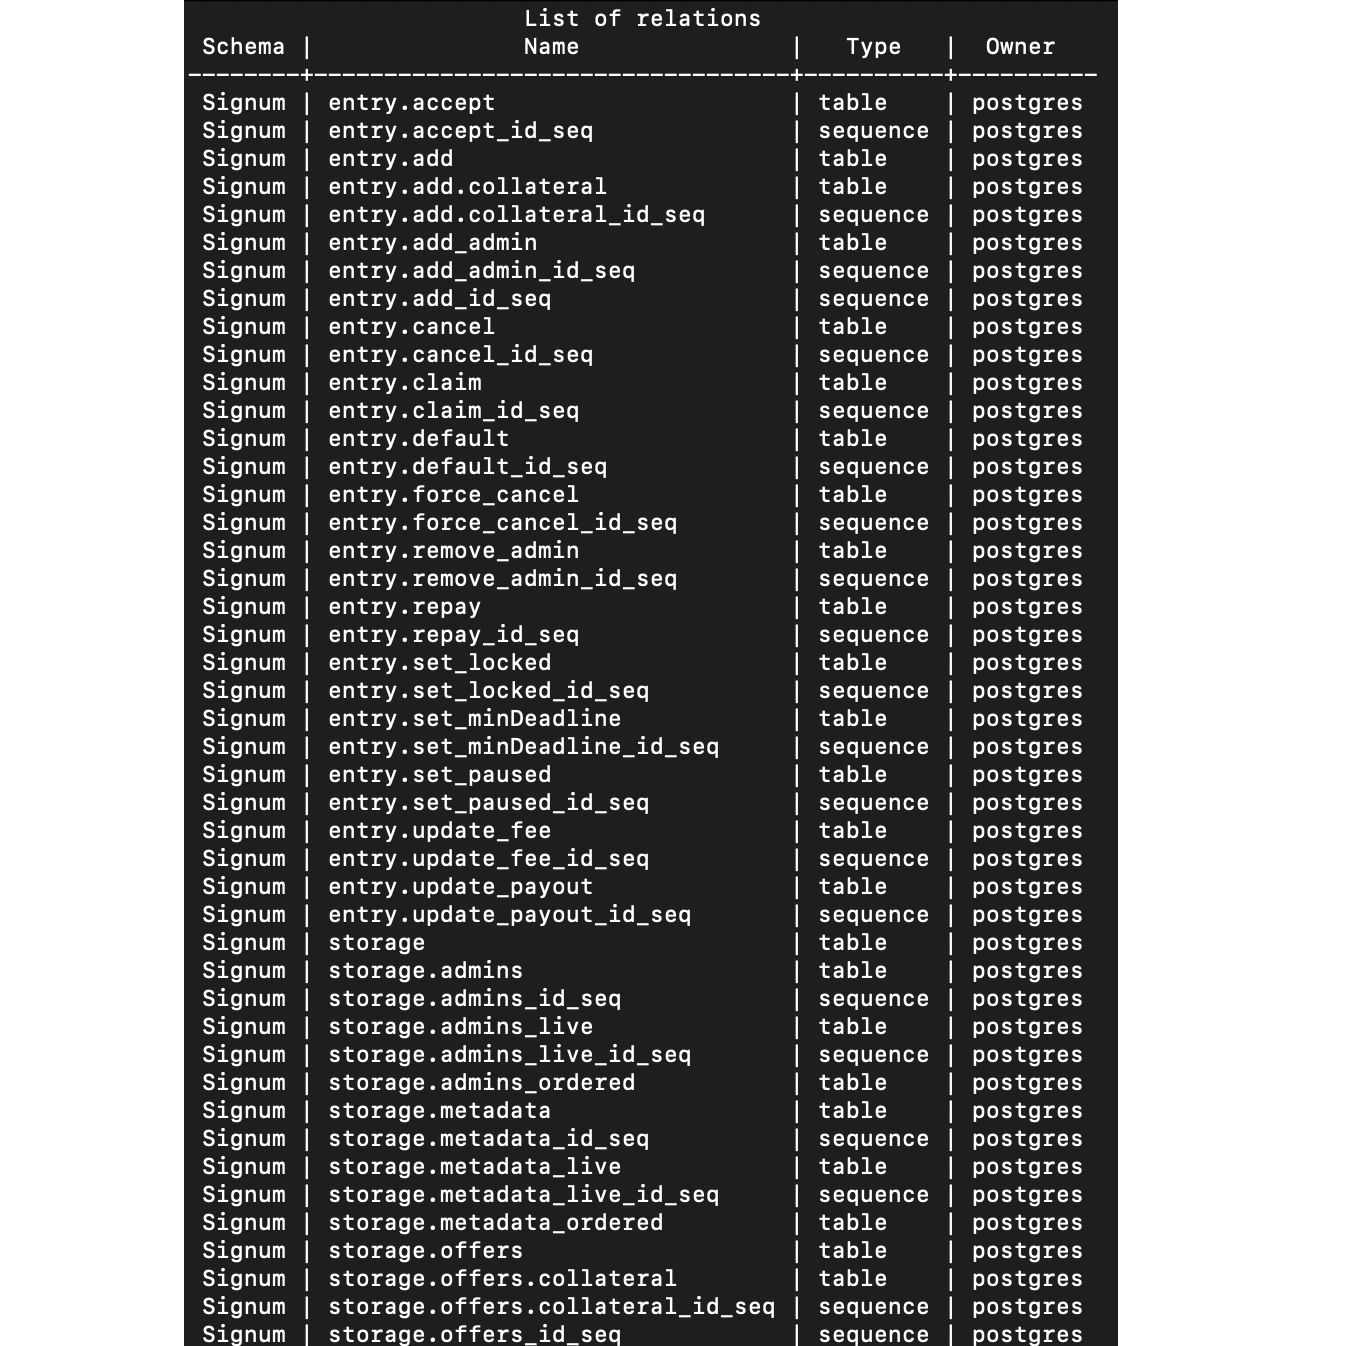 List of relations
Schema | Name | Type | Owner
--------+----------------------------------+----------+----------
Signum | entry.accept | table | postgres
Signum | entry.accept_id_seq | sequence | postgres
Signum | entry.add | table | postgres
Signum | entry.add.collateral | table | postgres
Signum | entry.add.collateral_id_seq | sequence | postgres
Signum | entry.add_admin | table | postgres
Signum | entry.add_admin_id_seq | sequence | postgres
Signum | entry.add_id_seq | sequence | postgres
Signum | entry.cancel | table | postgres
Signum | entry.cancel_id_seq | sequence | postgres
Signum | entry.claim | table | postgres
Signum | entry.claim_id_seq | sequence | postgres
Signum | entry.default | table | postgres
Signum | entry.default_id_seq | sequence | postgres
Signum | entry.force_cancel | table | postgres
Signum | entry.force_cancel_id_seq | sequence | postgres
Signum | entry.remove_admin | table | postgres
Signum | entry.remove_admin_id_seq | sequence | postgres
Signum | entry.repay | table | postgres
Signum | entry.repay_id_seq | sequence | postgres
Signum | entry.set_locked | table | postgres
Signum | entry.set_locked_id_seq | sequence | postgres
Signum | entry.set_minDeadline | table | postgres
Signum | entry.set_minDeadline_id_seq | sequence | postgres
Signum | entry.set_paused | table | postgres
Signum | entry.set_paused_id_seq | sequence | postgres
Signum | entry.update_fee | table | postgres
Signum | entry.update_fee_id_seq | sequence | postgres
Signum | entry.update_payout | table | postgres
Signum | entry.update_payout_id_seq | sequence | postgres
Signum | storage | table | postgres
Signum | storage.admins | table | postgres
Signum | storage.admins_id_seq | sequence | postgres
Signum | storage.admins_live | table | postgres
Signum | storage.admins_live_id_seq | sequence | postgres
Signum | storage.admins_ordered | table | postgres
Signum | storage.metadata | table | postgres
Signum | storage.metadata_id_seq | sequence | postgres
Signum | storage.metadata_live | table | postgres
Signum | storage.metadata_live_id_seq | sequence | postgres
Signum | storage.metadata_ordered | table | postgres
Signum | storage.offers | table | postgres
Signum | storage.offers.collateral | table | postgres
Signum | storage.offers.collateral_id_seq | sequence | postgres
Signum | storage.offers_id_seq | sequence | postgres